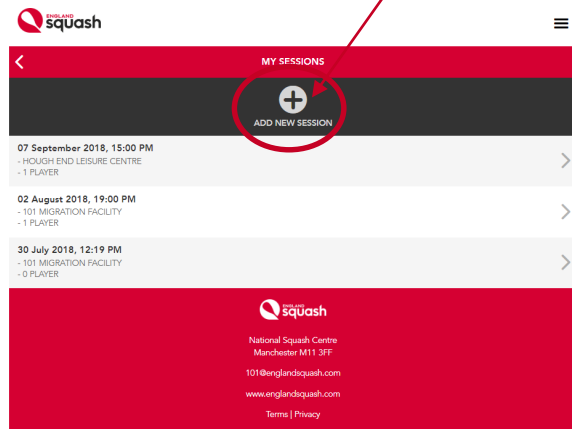 ENGLAND
squash
MY SESSIONS
ADD NEW SESSION
07 September 2018, 15:00 PM
- HOUGH END LEISURE CENTRE
- 1 PLAYER
02 August 2018, 19:00 PM
- 101 MIGRATION FACILITY
- 1 PLAYER
30 July 2018, 12:19 PM
- 101 MIGRATION FACILITY
- 0 PLAYER
ENGLAND
squash
National Squash Centre
Manchester M11 3FF
101@englandsquash.com
www.englandsquash.com
Terms | Privacy